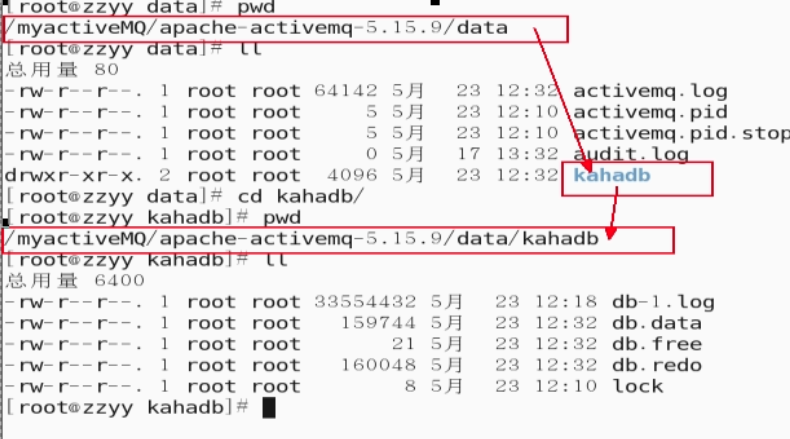 [root@zzyy data]# pwd
/myactiveMQ/apache-activemq-5.15.9/data
[root@zzyy data]# ll
总用量 80
-rw-r--r--. 1 root root 64142 5月  23 12:32 activemq.log
-rw-r--r--. 1 root root     5 5月  23 12:10 activemq.pid
-rw-r--r--. 1 root root     5 5月  23 12:10 activemq.pid.stop
-rw-r--r--. 1 root root     0 5月  17 13:32 audit.log
drwxr-xr-x. 2 root root  4096 5月  23 12:32 kahadb
[root@zzyy data]# cd kahadb/
[root@zzyy kahadb]# pwd
/myactiveMQ/apache-activemq-5.15.9/data/kahadb
[root@zzyy kahadb]# ll
总用量 6400
-rw-r--r--. 1 root root 33554432 5月  23 12:18 db-1.log
-rw-r--r--. 1 root root   159744 5月  23 12:32 db.data
-rw-r--r--. 1 root root       21 5月  23 12:32 db.free
-rw-r--r--. 1 root root   160048 5月  23 12:32 db.redo
-rw-r--r--. 1 root root        8 5月  23 12:10 lock
[root@zzyy kahadb]#